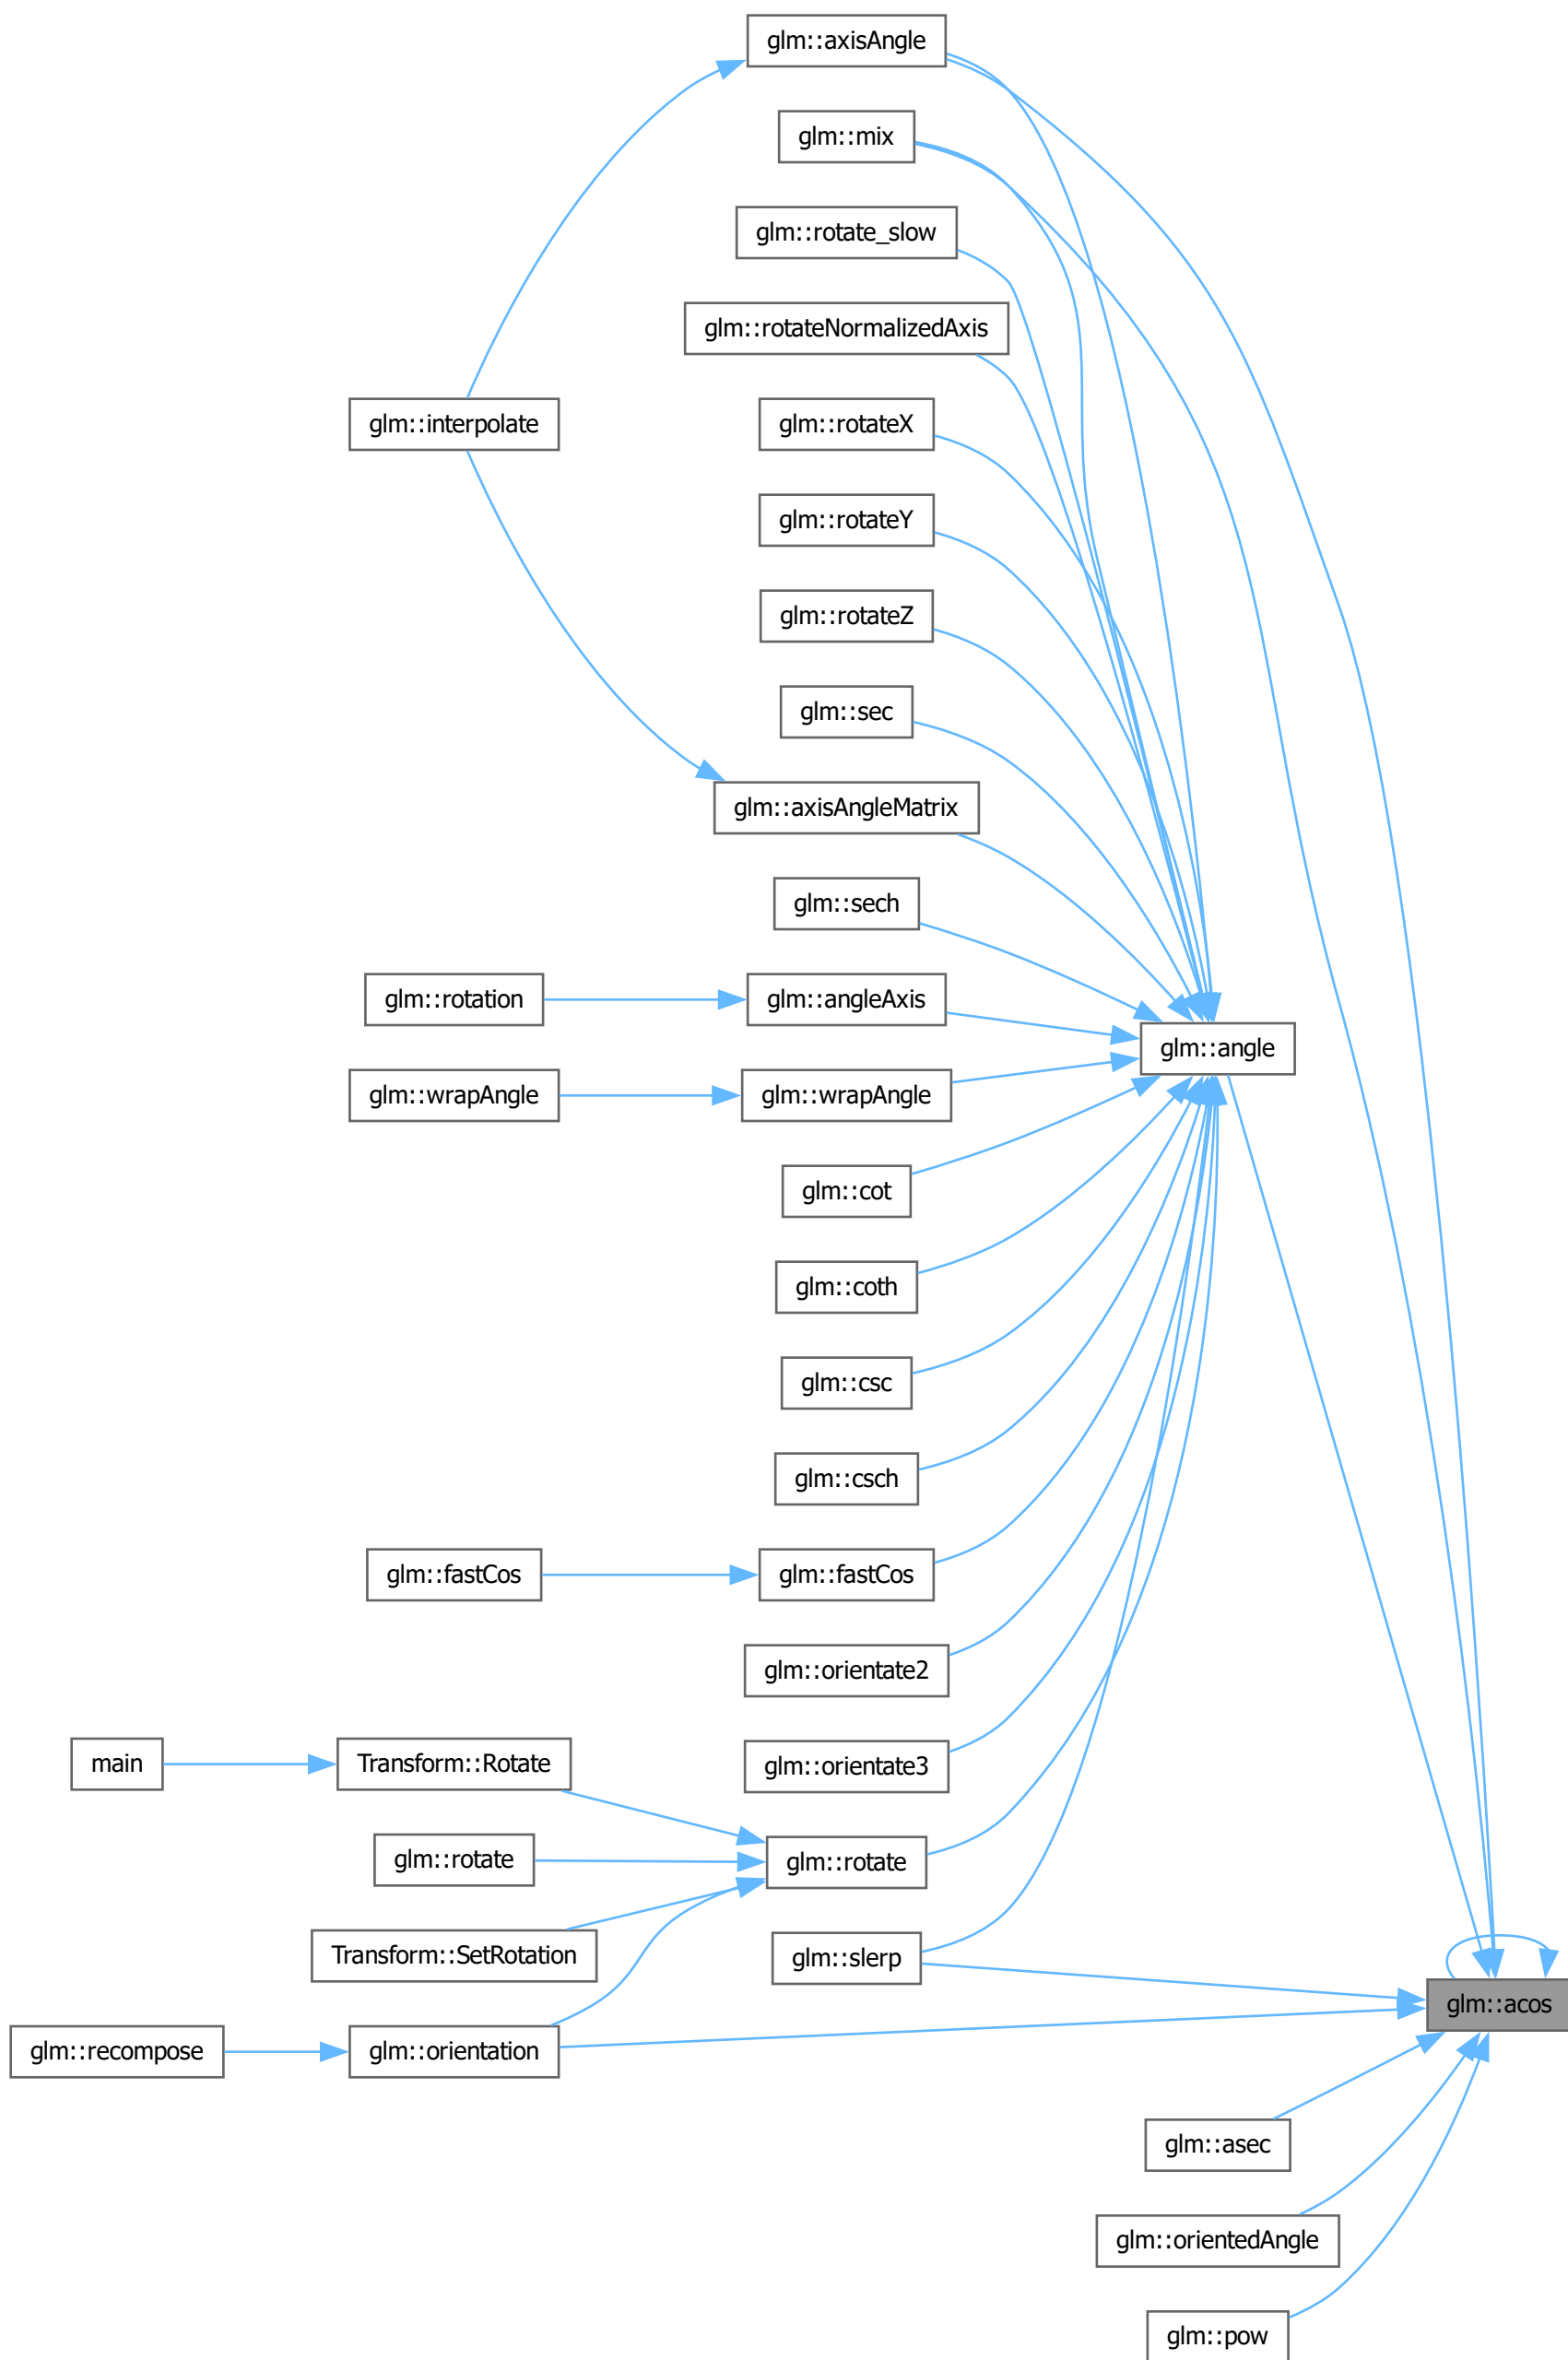 glm::axisAngle
glm::mix
glm::rotate_slow
glm::rotateNormalizedAxis
glm::interpolate
glm::rotateX
glm::rotateY
glm::rotateZ
glm::sec
glm::axisAngleMatrix
glm::sech
glm::rotation
glm::angleAxis
glm::angle
glm::wrapAngle
glm::wrapAngle
glm::cot
glm::coth
glm::csc
glm::csch
glm::fastCos
glm::fastCos
glm::orientate2
main
Transform::Rotate
glm::orientate3
glm::rotate
glm::rotate
Transform::SetRotation
glm::slerp
glm::acos
glm::recompose
glm::orientation
glm::asec
glm::orientedAngle
glm::pow